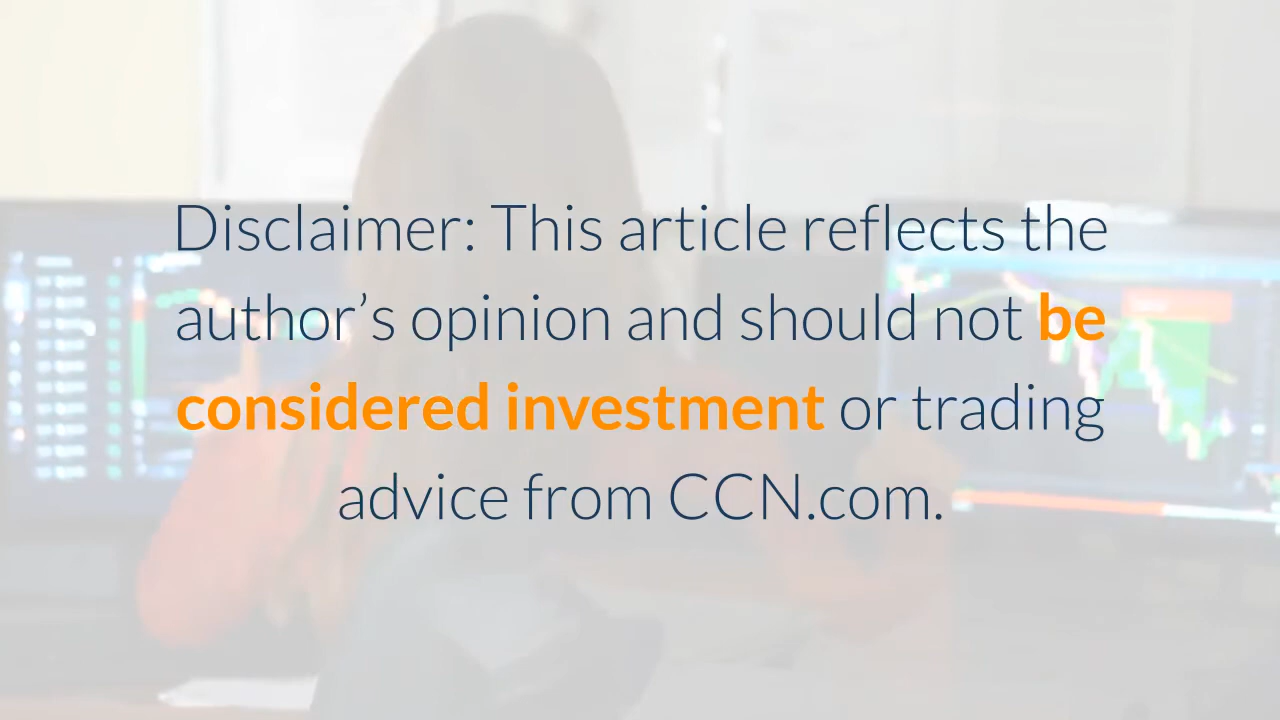 Disclaimer: This article reflects the
author’s opinion and should not be
considered investment or trading
advice from CCN.com.